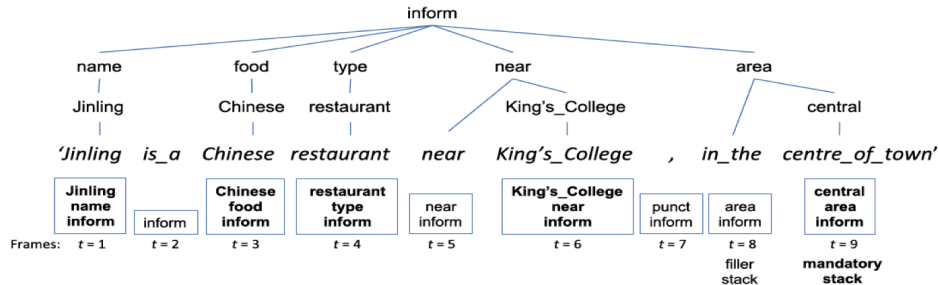 inform
name food type near area
Jinling Chinese restaurant King's_College central
'Jinling is_a Chinese restaurant near King's_College , in_the centre_of_town'
Jinling Chinese restaurant King's_College central
name food type near near punct area area
inform inform inform inform inform inform inform inform inform
Frames: t = 1 t = 2 t = 3 t = 4 t = 5 t = 6 t = 7 t = 8 t = 9
filler mandatory
stack stack